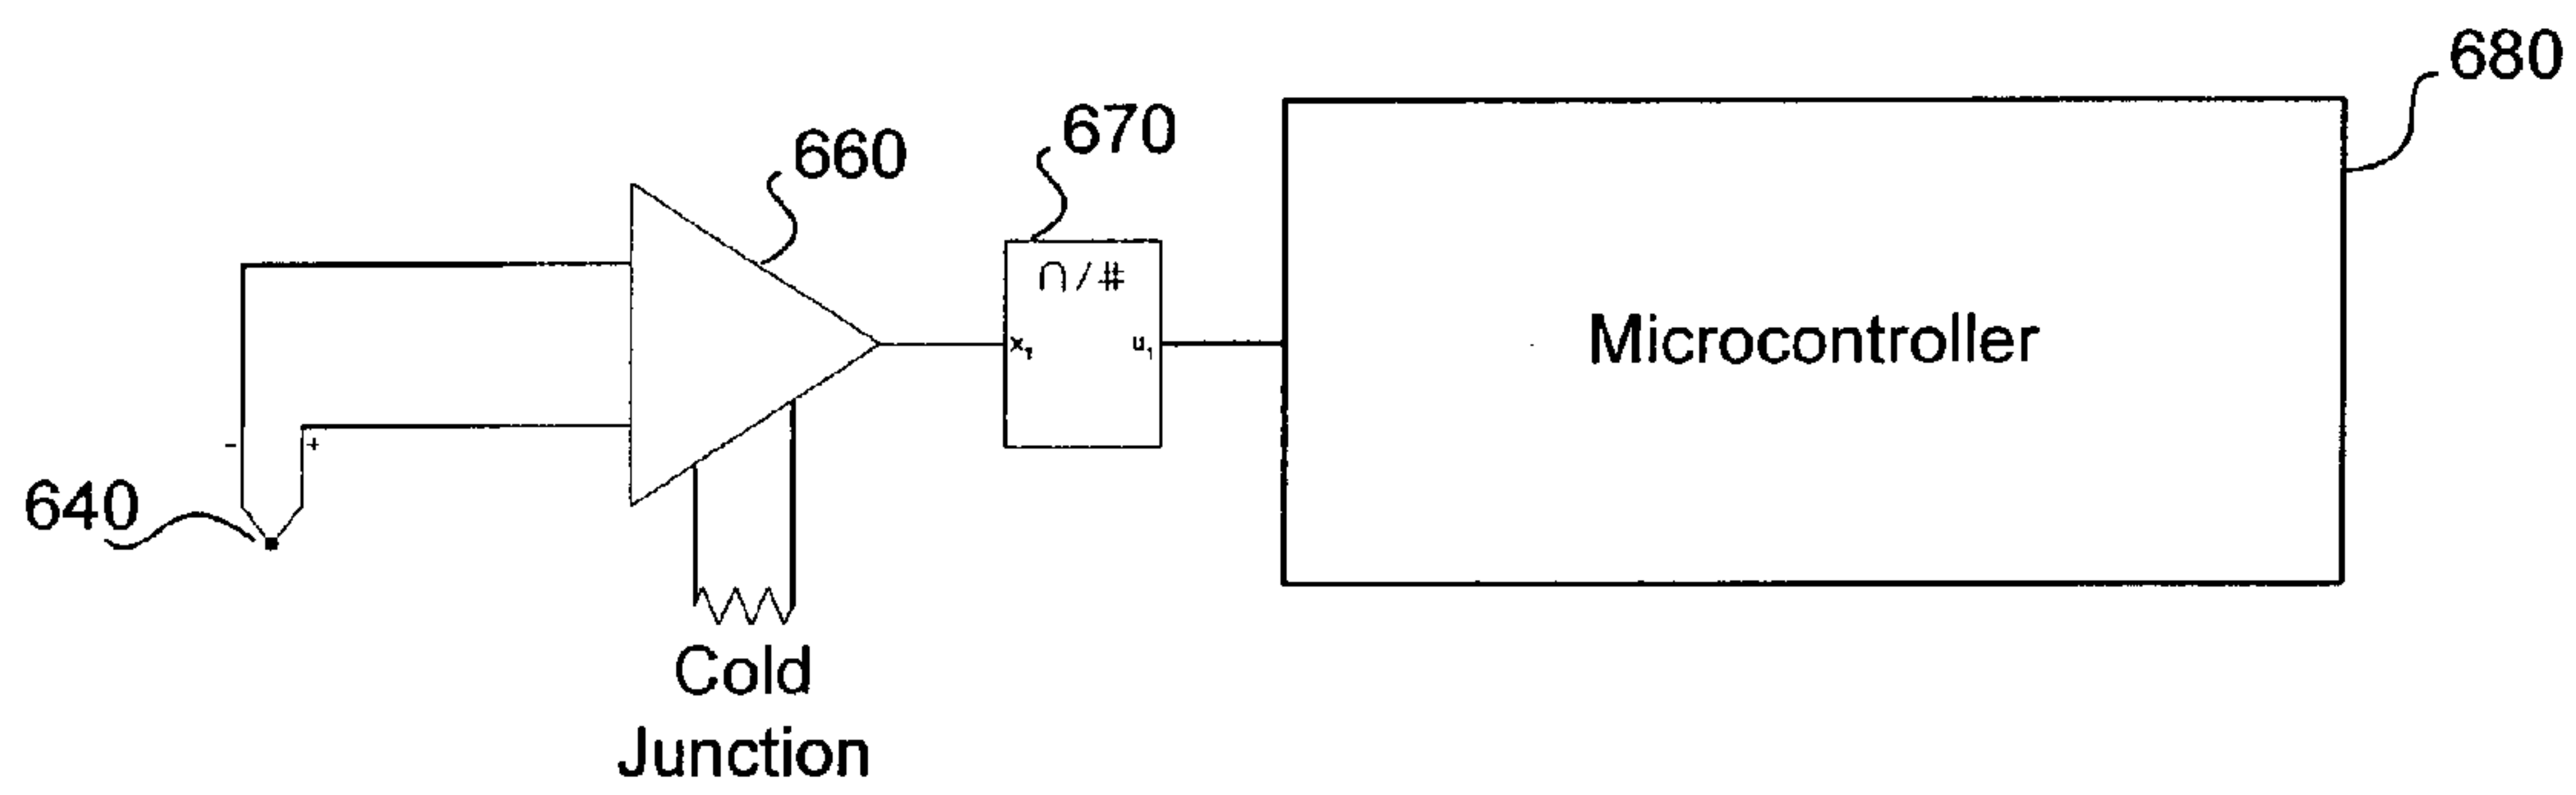 680
670
660
∩/#
x₁ u₁
Microcontroller
- +
640
Cold
Junction